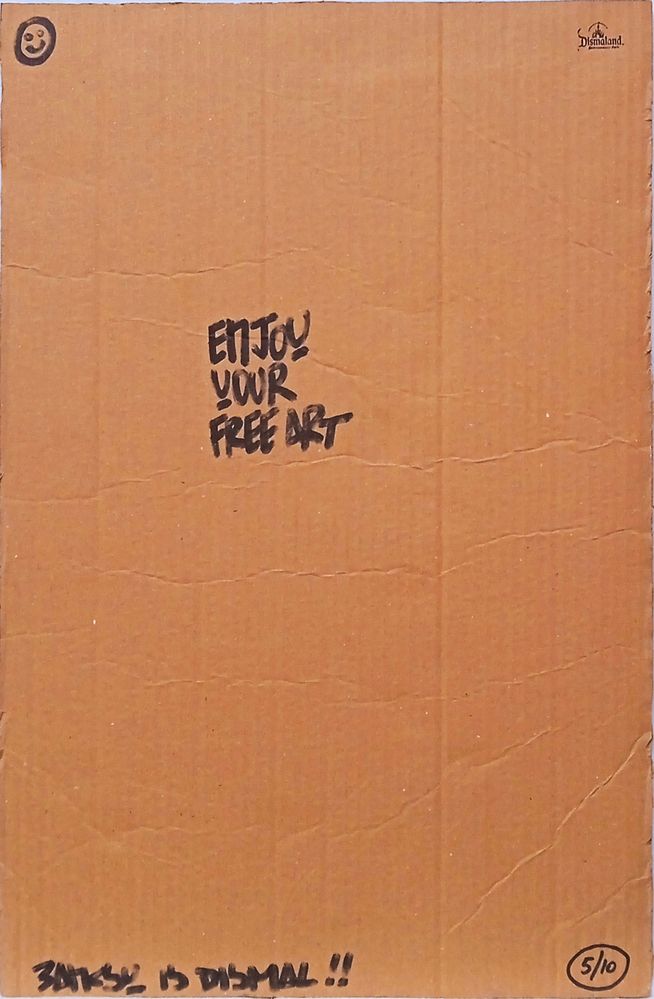 Dismaland
ENJOY
YOUR
FREE ART
BANKSY IS DISMAL !!
5/10